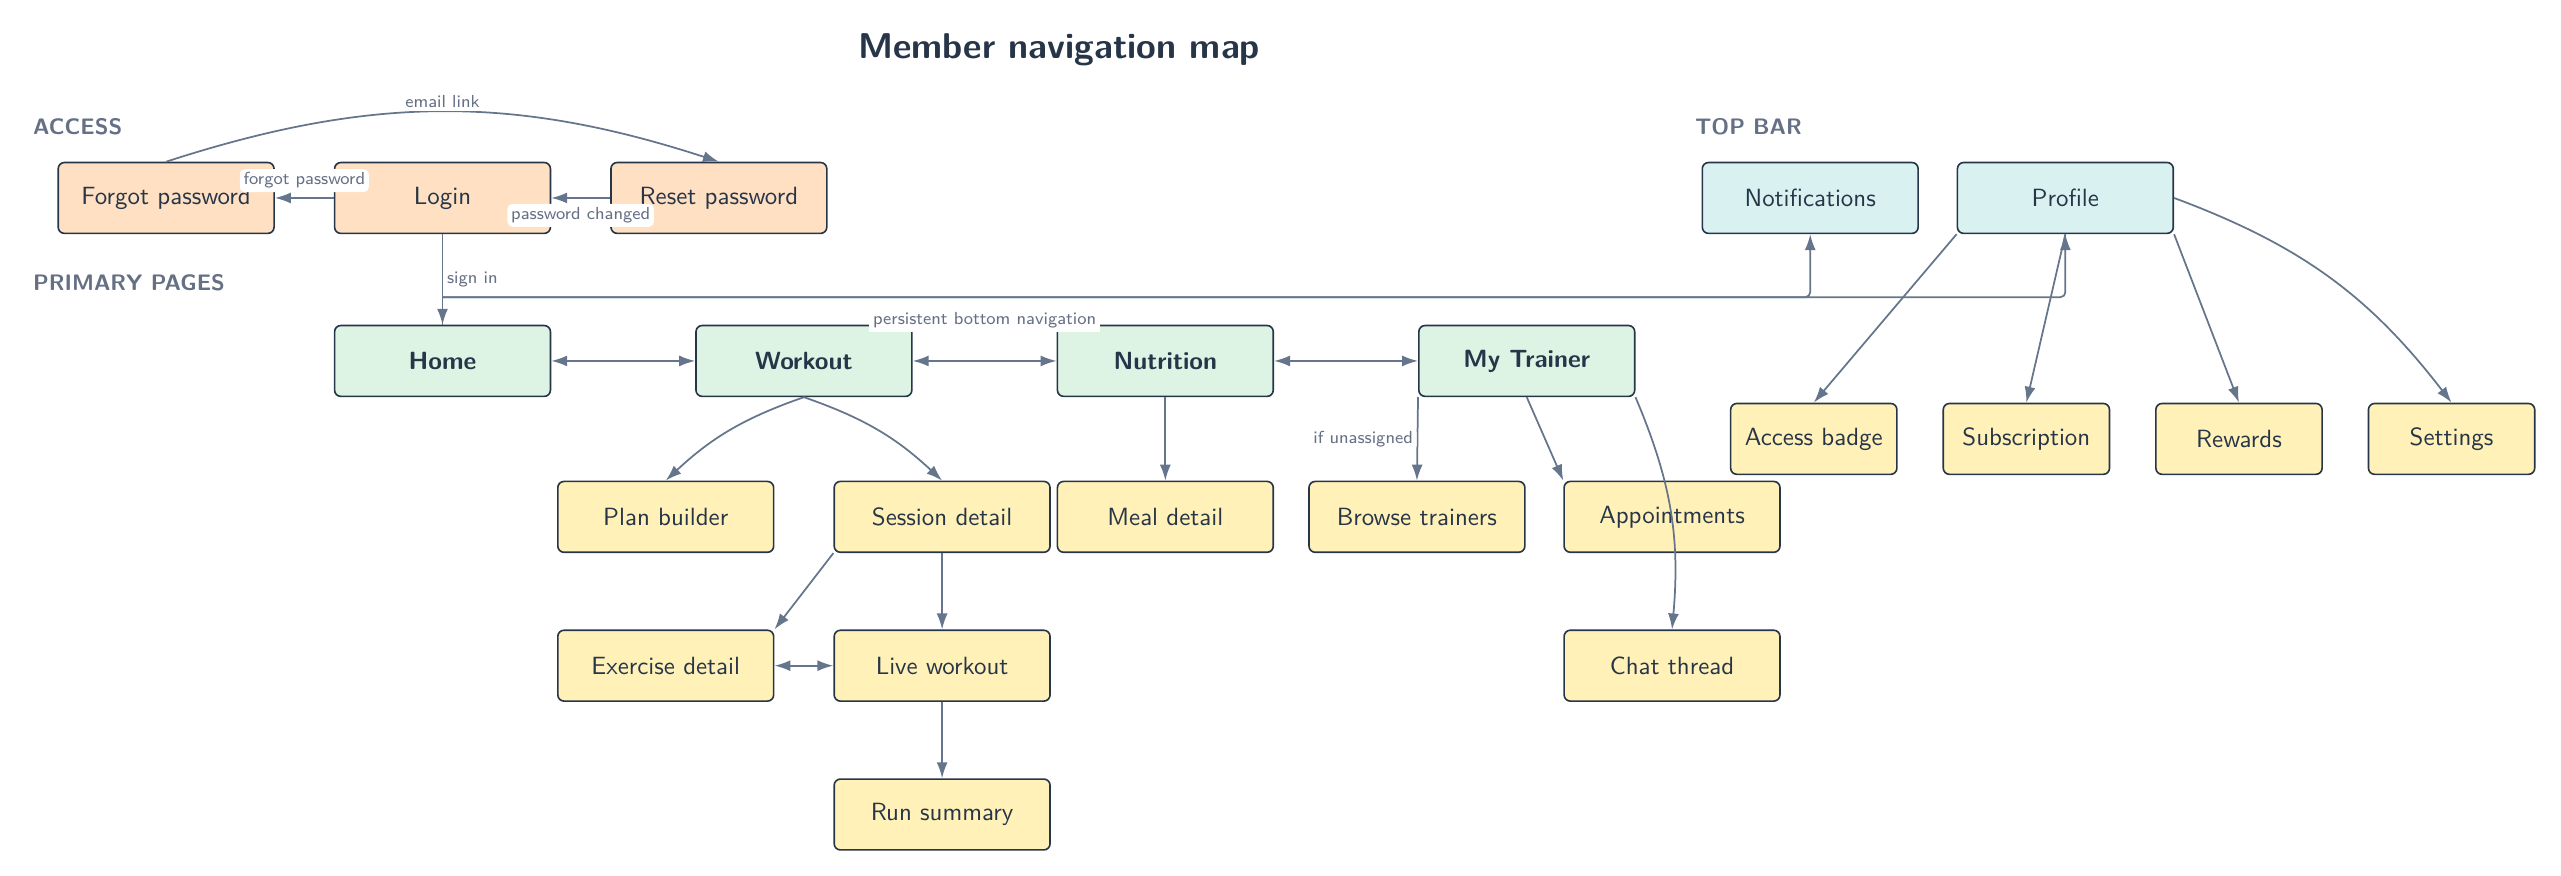 Member navigation map
email link
ACCESS
TOP BAR
forgot password
Forgot password
Login
Reset password
password changed
Notifications
Profile
sign in
PRIMARY PAGES
persistent bottom navigation
Home
Workout
Nutrition
My Trainer
if unassigned
Access badge
Subscription
Rewards
Settings
Plan builder
Session detail
Meal detail
Browse trainers
Appointments
Exercise detail
Live workout
Chat thread
Run summary